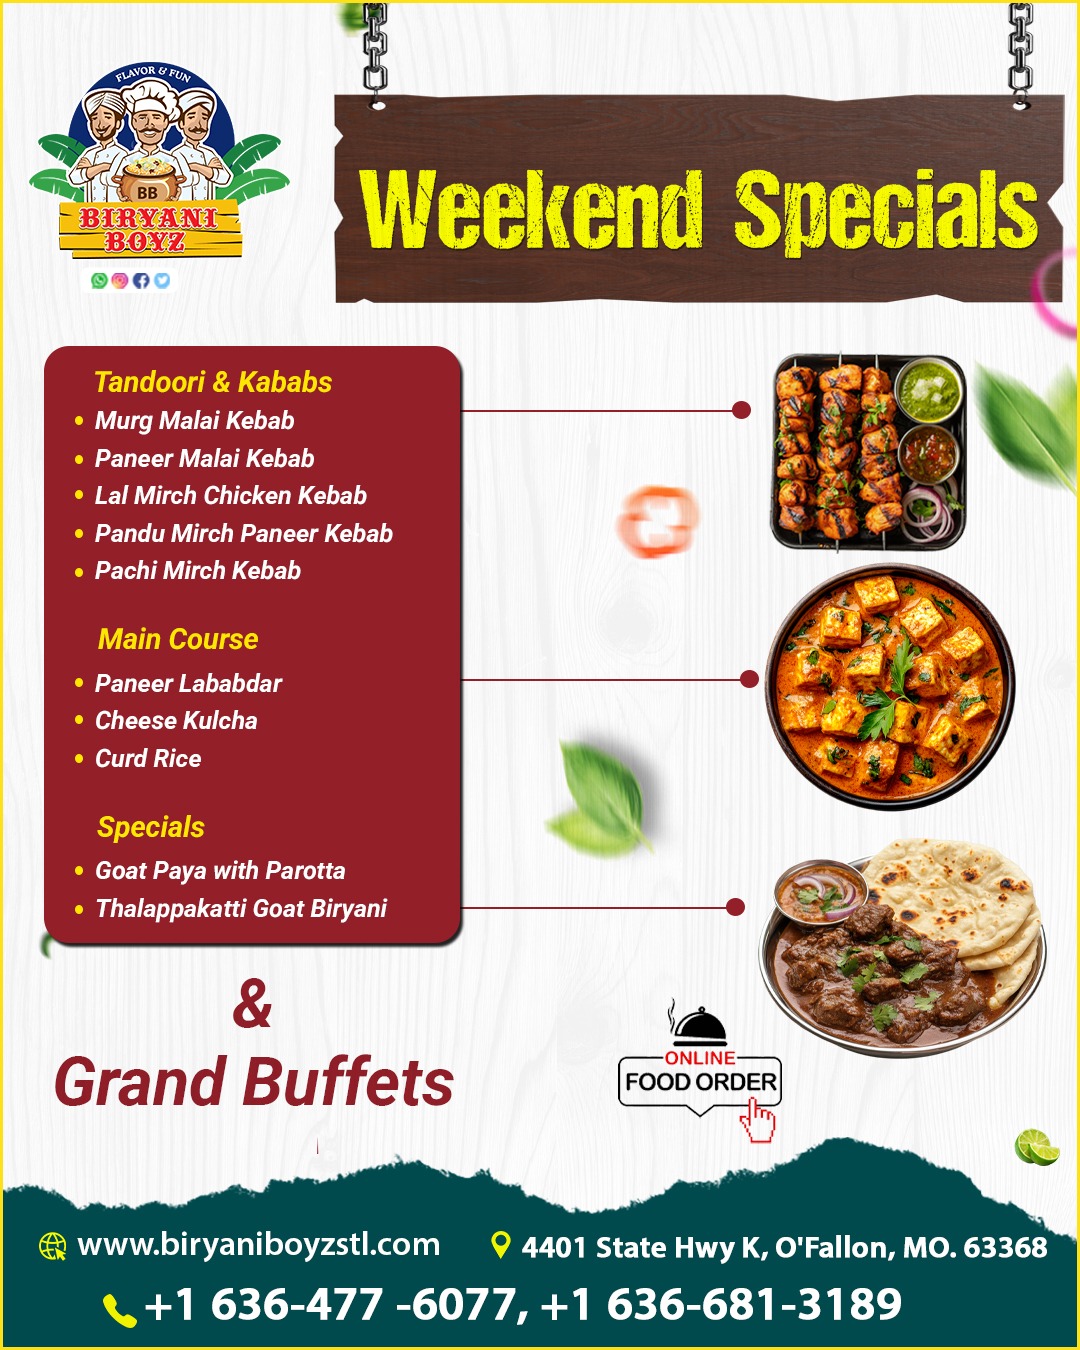 FLAVOR & FUN
BB
BIRYANI
BOYZ
Weekend Specials
Tandoori & Kababs
• Murg Malai Kebab
• Paneer Malai Kebab
• Lal Mirch Chicken Kebab
• Pandu Mirch Paneer Kebab
• Pachi Mirch Kebab
Main Course
• Paneer Lababdar
• Cheese Kulcha
• Curd Rice
Specials
• Goat Paya with Parotta
• Thalappakatti Goat Biryani
&
Grand Buffets
ONLINE
FOOD ORDER
www.biryaniboyzstl.com
4401 State Hwy K, O'Fallon, MO. 63368
+1 636-477 -6077, +1 636-681-3189